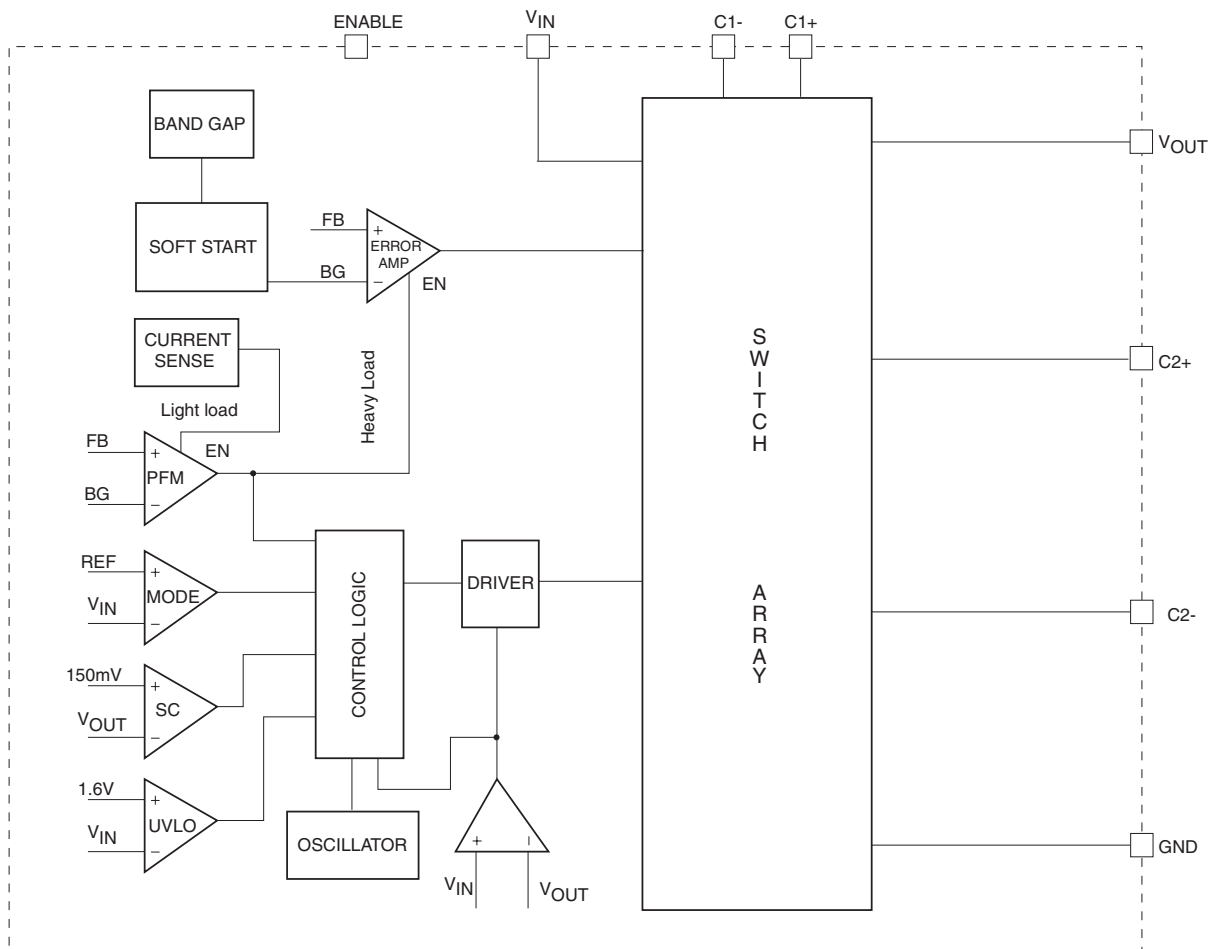 ENABLE
VIN
C1-
C1+
BAND GAP
VOUT
SOFT START
FB
+
ERROR
AMP
BG
−
EN
CURRENT
SENSE
Heavy Load
Light load
SWITCH
ARRAY
C2+
FB
+
EN
PFM
BG
−
REF
+
MODE
VIN
−
CONTROL LOGIC
DRIVER
C2-
150mV
+
SC
VOUT
−
1.6V
+
UVLO
VIN
−
OSCILLATOR
+
−
VIN
VOUT
GND